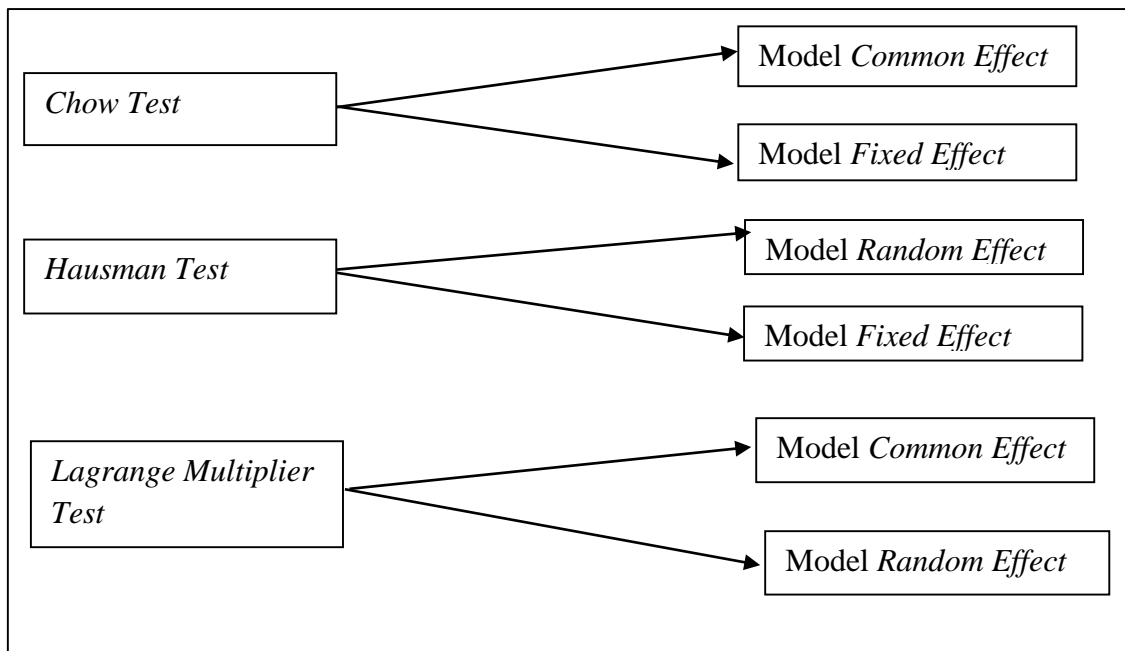 Chow Test
Model Common Effect
Model Fixed Effect
Hausman Test
Model Random Effect
Model Fixed Effect
Lagrange Multiplier
Test
Model Common Effect
Model Random Effect